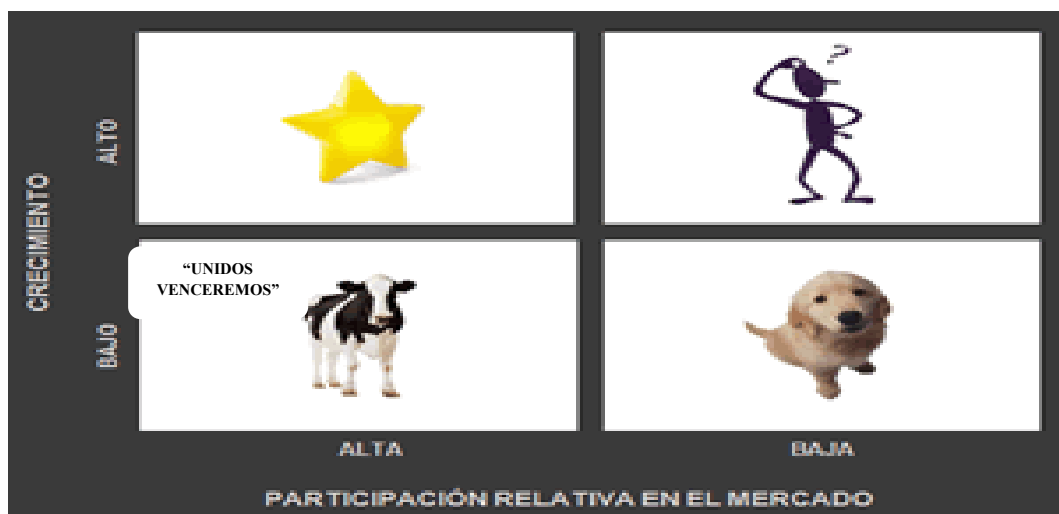 ALTO
?
CRECIMIENTO
“UNIDOS
VENCEREMOS”
BAJO
ALTA
BAJA
PARTICIPACIÓN RELATIVA EN EL MERCADO